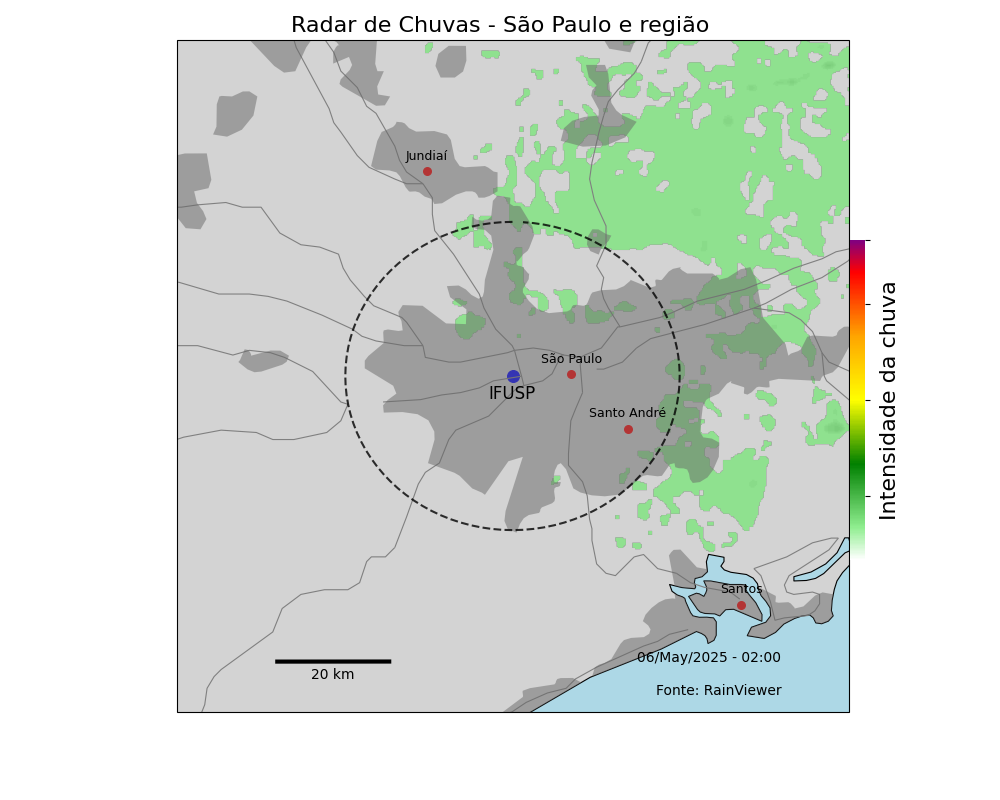 Radar de Chuvas - São Paulo e região
Jundiaí
São Paulo
IFUSP
Santo André
Intensidade da chuva
Santos
06/May/2025 - 02:00
20 km
Fonte: RainViewer